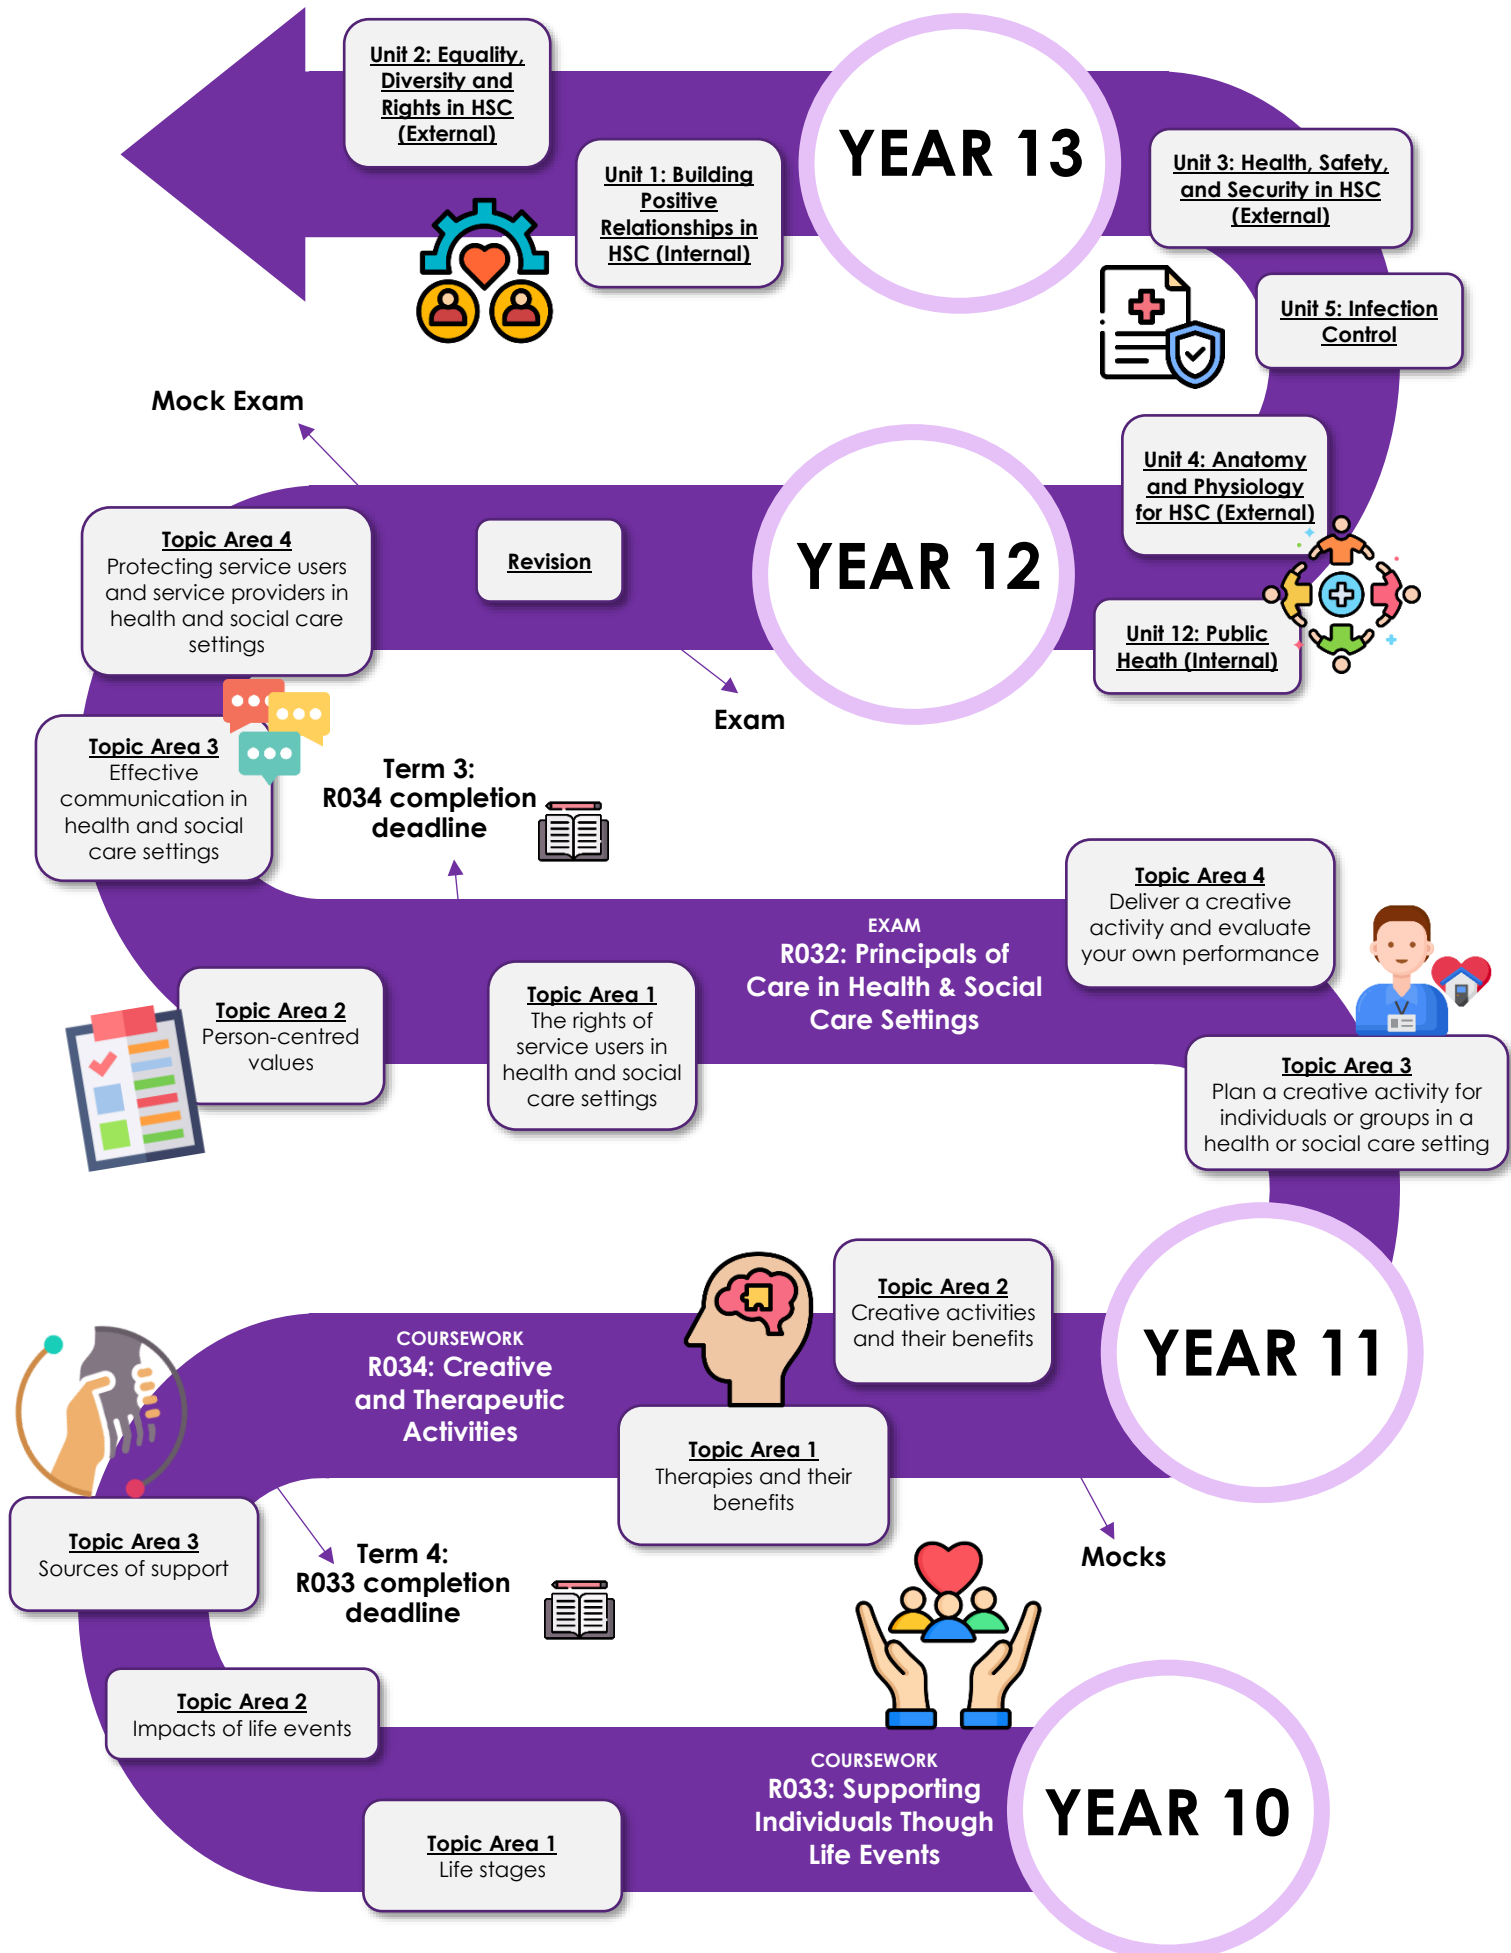 Unit 2: Equality,
Diversity and
Rights in HSC
(External)
Unit 1: Building
Positive
Relationships in
HSC (Internal)
YEAR 13
Unit 3: Health, Safety,
and Security in HSC
(External)
Unit 5: Infection
Control
Mock Exam
Unit 4: Anatomy
and Physiology
for HSC (External)
Topic Area 4
Protecting service users
and service providers in
health and social care
settings
Revision
YEAR 12
Unit 12: Public
Heath (Internal)
Exam
Topic Area 3
Effective
communication in
health and social
care settings
Term 3:
R034 completion
deadline
EXAM
R032: Principals of
Care in Health & Social
Care Settings
Topic Area 4
Deliver a creative
activity and evaluate
your own performance
Topic Area 2
Person-centred
values
Topic Area 1
The rights of
service users in
health and social
care settings
Topic Area 3
Plan a creative activity for
individuals or groups in a
health or social care setting
COURSEWORK
R034: Creative
and Therapeutic
Activities
Topic Area 2
Creative activities
and their benefits
YEAR 11
Topic Area 1
Therapies and their
benefits
Topic Area 3
Sources of support
Term 4:
R033 completion
deadline
Mocks
Topic Area 2
Impacts of life events
COURSEWORK
R033: Supporting
Individuals Though
Life Events
YEAR 10
Topic Area 1
Life stages